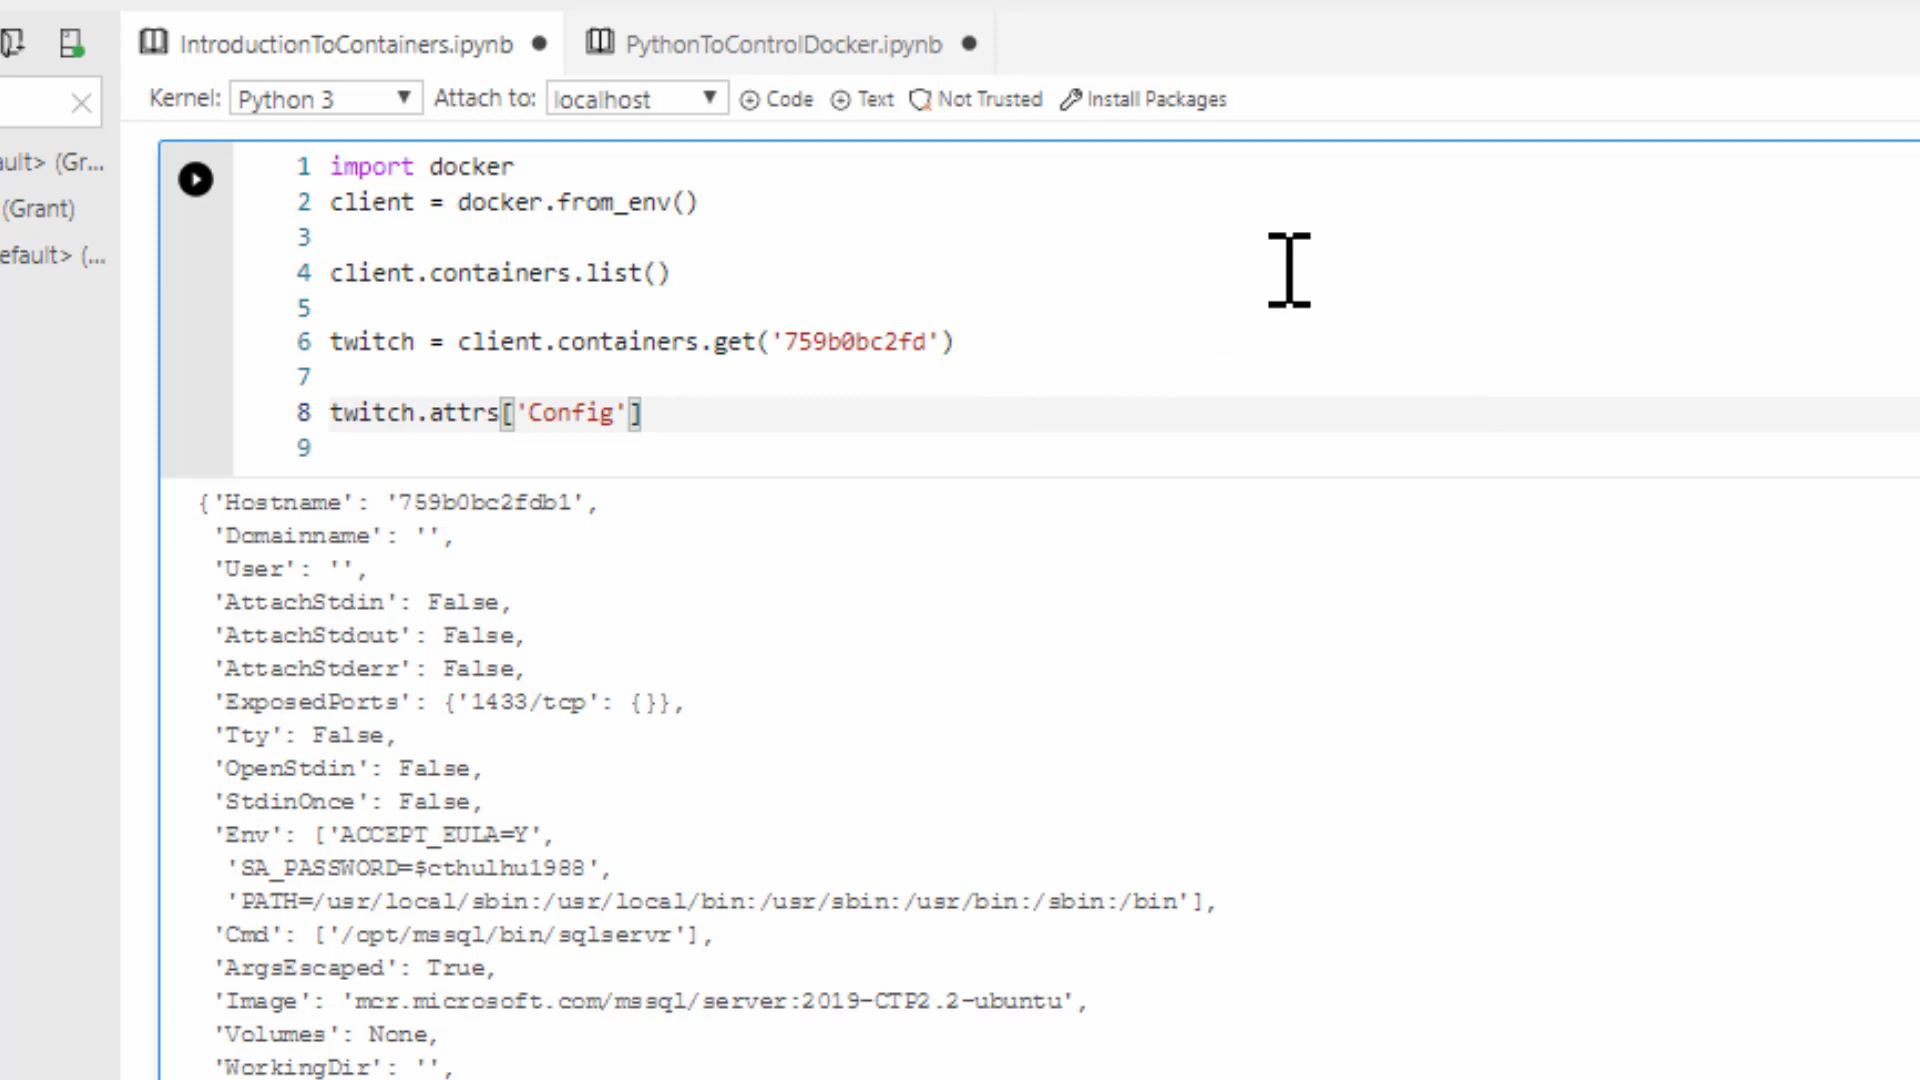 IntroductionToContainers.ipynb ● PythonToControlDocker.ipynb ●
Kernel: Python 3 ▼ Attach to: localhost ▼ Code Text Not Trusted Install Packages
ault> (Gr...
(Grant)
efault> (...
1 import docker
2 client = docker.from_env()
3
4 client.containers.list()
5
6 twitch = client.containers.get('759b0bc2fd')
7
8 twitch.attrs['Config']
9
{'Hostname': '759b0bc2fdb1',
'Domainname': '',
'User': '',
'AttachStdin': False,
'AttachStdout': False,
'AttachStderr': False,
'ExposedPorts': {'1433/tcp': {}},
'Tty': False,
'OpenStdin': False,
'StdinOnce': False,
'Env': ['ACCEPT_EULA=Y',
'SA_PASSWORD=$cthulhu1988',
'PATH=/usr/local/sbin:/usr/local/bin:/usr/sbin:/usr/bin:/sbin:/bin'],
'Cmd': ['/opt/mssql/bin/sqlservr'],
'ArgsEscaped': True,
'Image': 'mcr.microsoft.com/mssql/server:2019-CTP2.2-ubuntu',
'Volumes': None,
'WorkingDir': '',